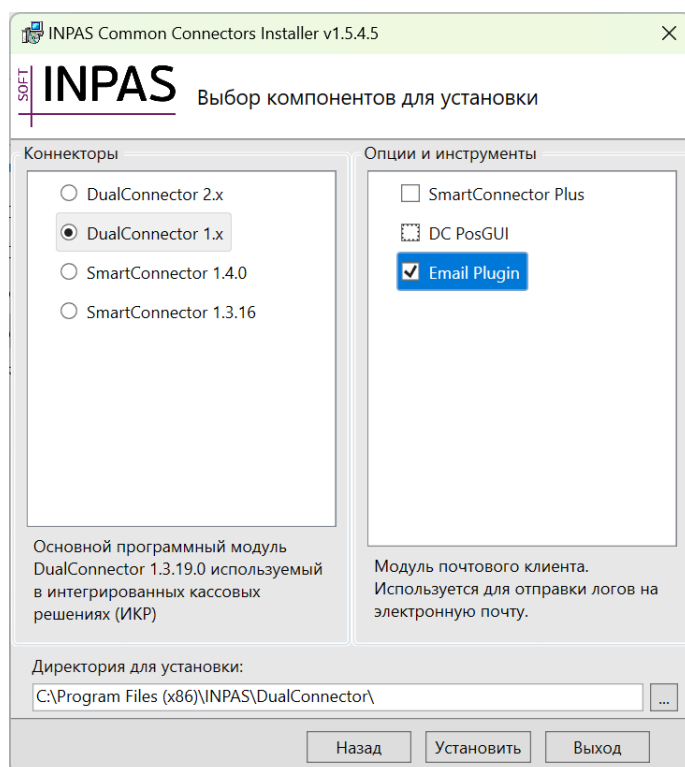 INPAS Common Connectors Installer v1.5.4.5
SOFT INPAS
Выбор компонентов для установки
Коннекторы
DualConnector 2.x
DualConnector 1.x
SmartConnector 1.4.0
SmartConnector 1.3.16
Основной программный модуль
DualConnector 1.3.19.0 используемый
в интегрированных кассовых
решениях (ИКР)
Опции и инструменты
SmartConnector Plus
DC PosGUI
Email Plugin
Модуль почтового клиента.
Используется для отправки логов на
электронную почту.
Директория для установки:
C:\Program Files (x86)\INPAS\DualConnector\
...
Назад
Установить
Выход